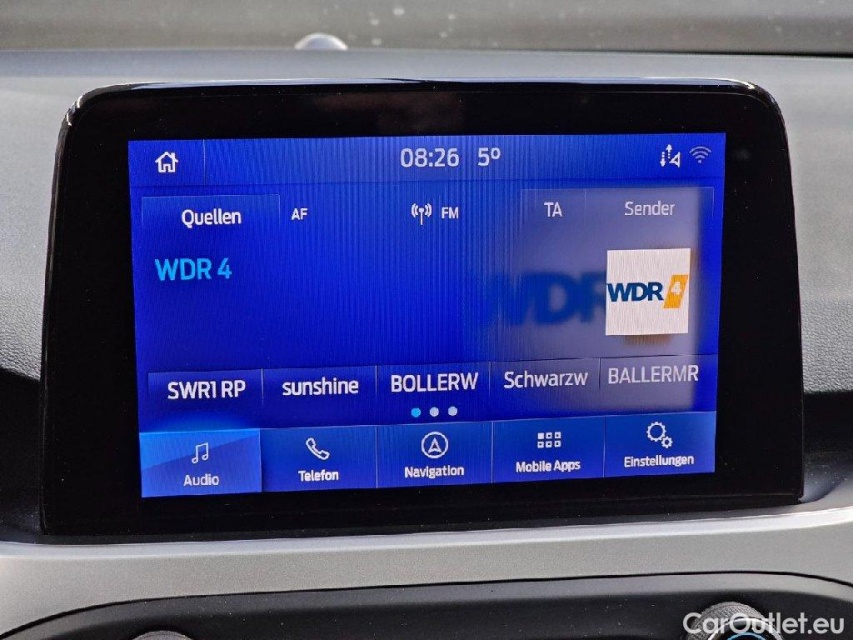 08:26 5°
Quellen AF FM TA Sender
WDR 4
WDR 4
SWR1 RP sunshine BOLLERW Schwarzw BALLERMR
Audio Telefon Navigation Mobile Apps Einstellungen
CarOutlet.eu